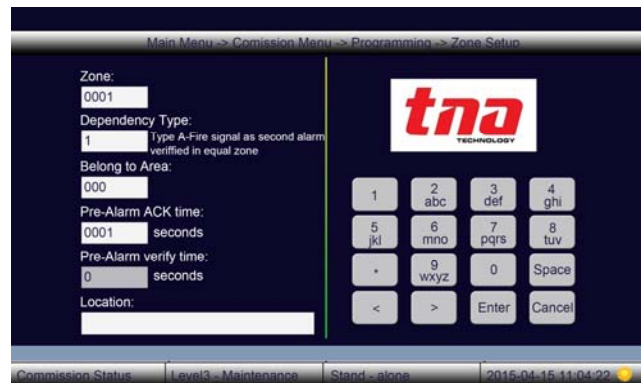 Main Menu -> Comission Menu -> Programming -> Zone Setup
Zone:
0001
Dependency Type:
1 Type A-Fire signal as second alarm
veriffied in equal zone
Belong to Area:
000
Pre-Alarm ACK time:
0001 seconds
Pre-Alarm verify time:
0 seconds
Location:
tna
TECHNOLOGY
1 2 3 4
abc def ghi
5 6 7 8
jkl mno pqrs tuv
* 9 0 Space
wxyz
< > Enter Cancel
Commission Status Level3 - Maintenance Stand - alone 2015-04-15 11:04:22